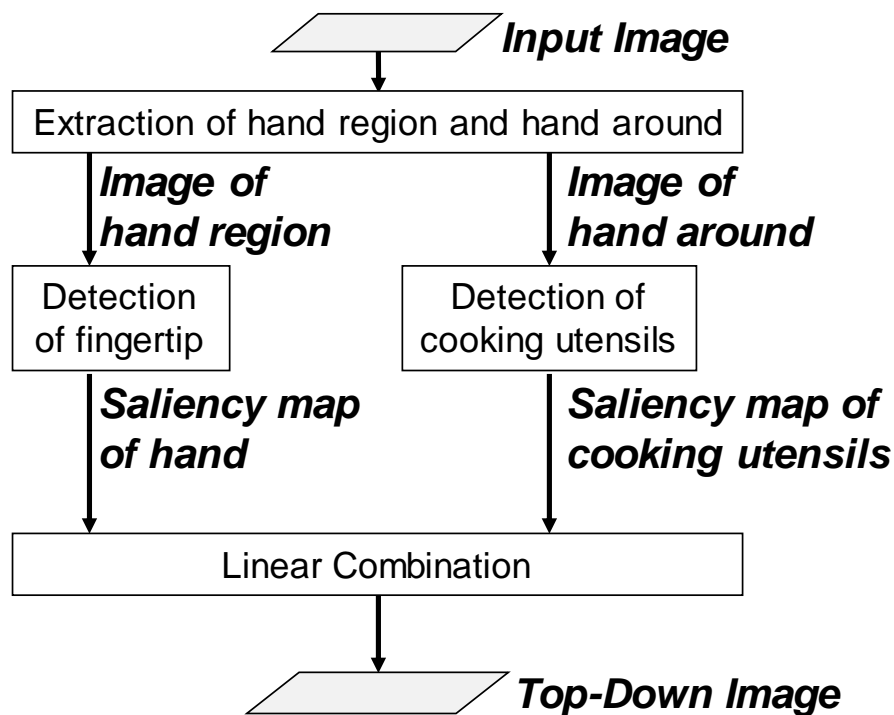 Input Image
Extraction of hand region and hand around
Image of
hand region
Image of
hand around
Detection
of fingertip
Detection of
cooking utensils
Saliency map
of hand
Saliency map of
cooking utensils
Linear Combination
Top-Down Image